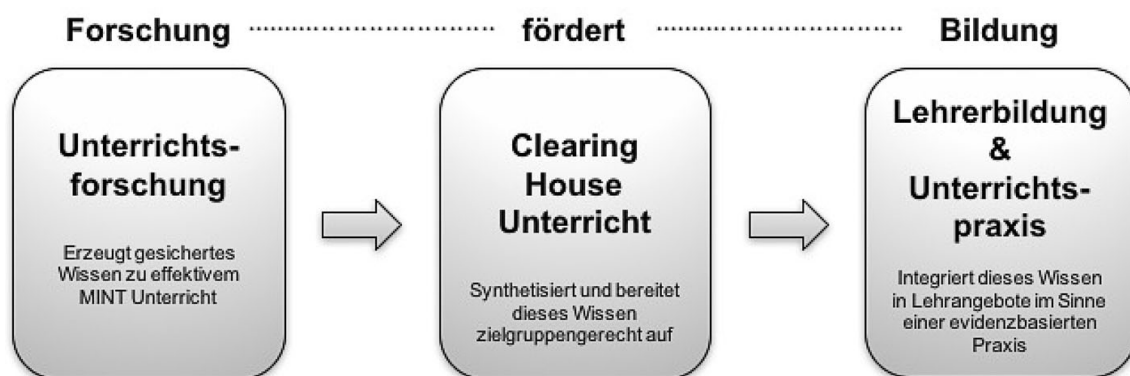 Forschung fördert Bildung
Unterrichts-
forschung
Erzeugt gesichertes
Wissen zu effektivem
MINT Unterricht
Clearing
House
Unterricht
Synthetisiert und bereitet
dieses Wissen
zielgruppengerecht auf
Lehrerbildung
&
Unterrichts-
praxis
Integriert dieses Wissen
in Lehrangebote im Sinne
einer evidenzbasierten
Praxis